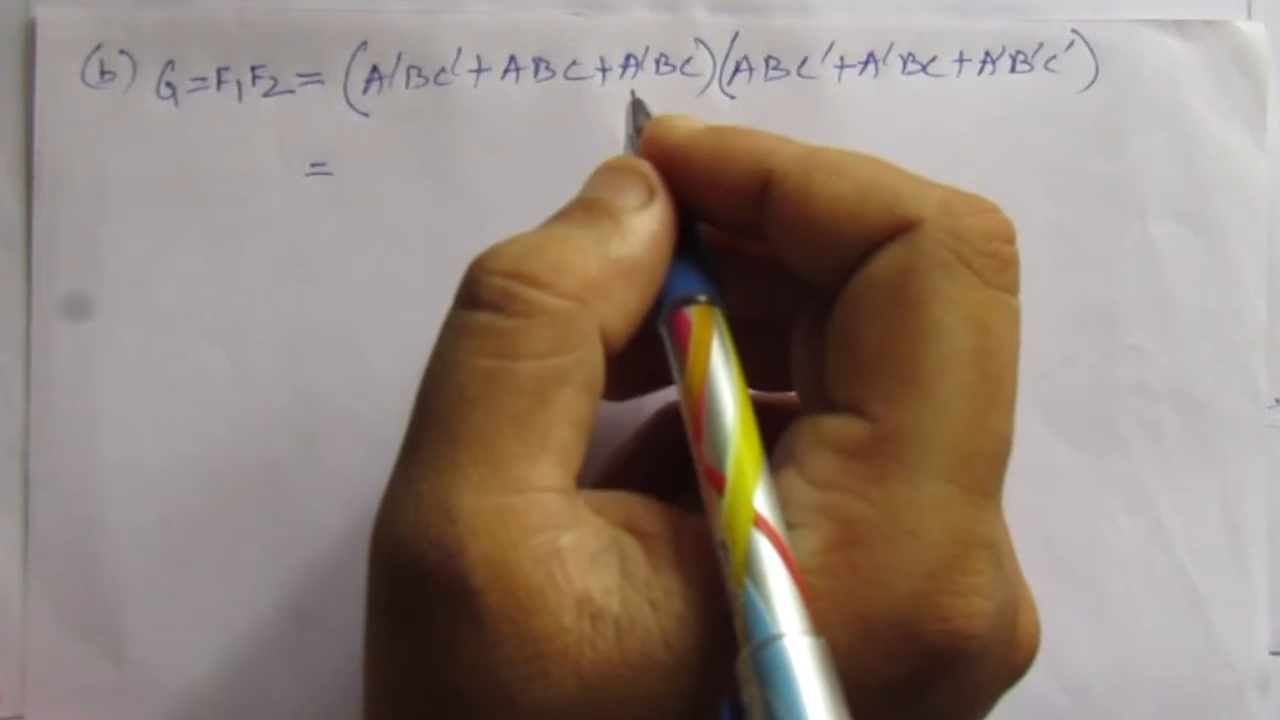 (b) G=F₁F₂ = (A'BC'+ABC+A'BC)(ABC'+A'BC+A'B'C')
=